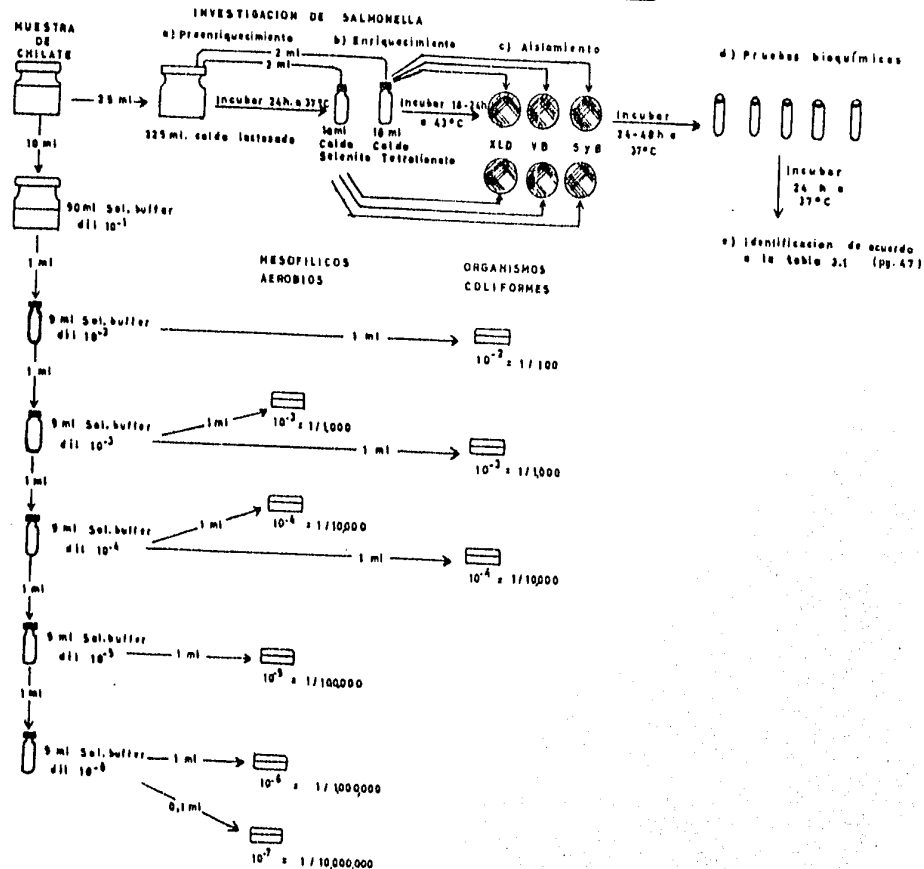 INVESTIGACION DE SALMONELLA
MUESTRA
DE
CHILATE
a) Preenriquecimiento
b) Enriquecimiento
c) Aislamiento
d) Pruebas bioquímicas
2 ml
2 ml
25 ml
Incubar 24h. a 37°C
Incubar 18-24h
a 43°C
Incubar
24-48h a
37°C
225 ml. caldo lactosado
10 ml
Caldo
Selenito
10 ml
Caldo
Tetrationato
XLD
VB
S y B
Incubar
24 h a
37°C
e) Identificacion de acuerdo
a la tabla 3.1 (pg. 47)
10 ml
90 ml Sol. buffer
dil 10⁻¹
MESOFILICOS
AEROBIOS
ORGANISMOS
COLIFORMES
1 ml
9 ml Sol. buffer
dil 10⁻²
1 ml
10⁻² = 1/100
1 ml
9 ml Sol. buffer
dil 10⁻³
1 ml
10⁻³ = 1/1,000
1 ml
10⁻³ = 1/1,000
1 ml
9 ml Sol. buffer
dil 10⁻⁴
1 ml
10⁻⁴ = 1/10,000
1 ml
10⁻⁴ = 1/10,000
1 ml
9 ml Sol. buffer
dil 10⁻⁵
1 ml
10⁻⁵ = 1/100,000
1 ml
9 ml Sol. buffer
dil 10⁻⁶
1 ml
10⁻⁶ = 1/1,000,000
0,1 ml
10⁻⁷ = 1/10,000,000